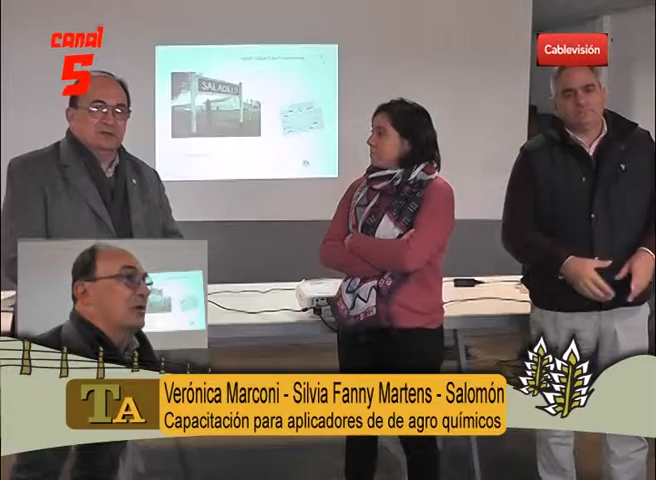 canal
5
Cablevisión
SALADILLO
TA
Verónica Marconi - Silvia Fanny Martens - Salomón
Capacitación para aplicadores de de agro químicos